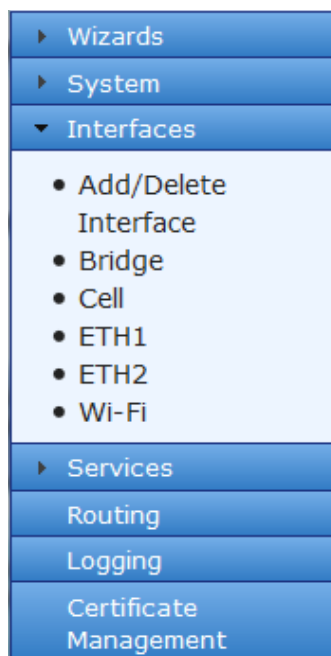 Wizards
System
Interfaces
Add/Delete
Interface
Bridge
Cell
ETH1
ETH2
Wi-Fi
Services
Routing
Logging
Certificate
Management